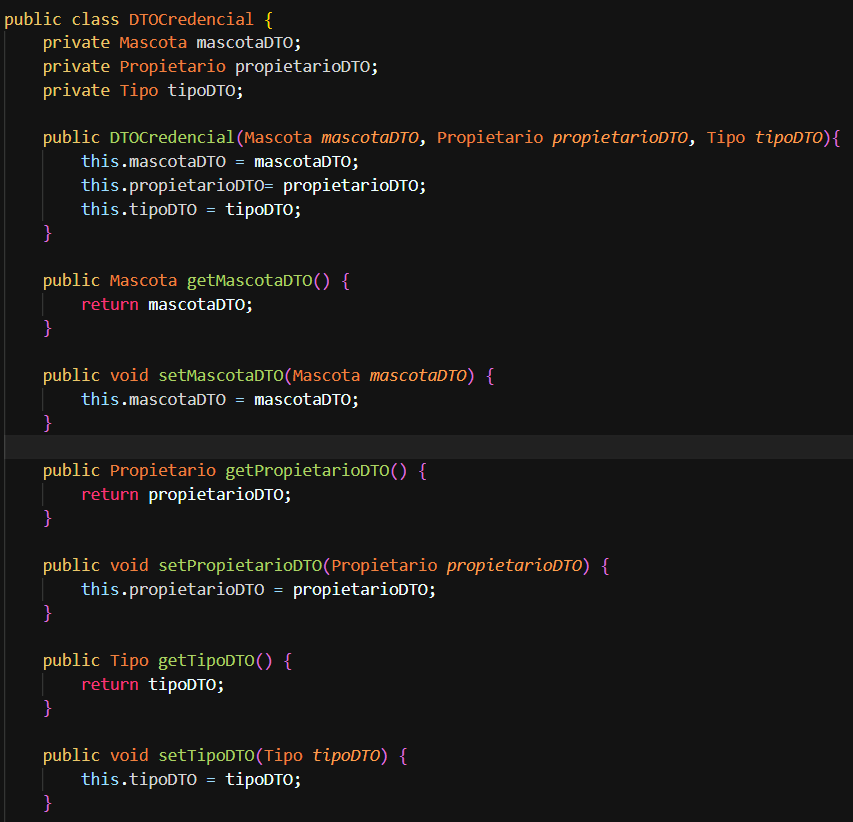 public class DTOCredencial {
    private Mascota mascotaDTO;
    private Propietario propietarioDTO;
    private Tipo tipoDTO;

    public DTOCredencial(Mascota mascotaDTO, Propietario propietarioDTO, Tipo tipoDTO){
        this.mascotaDTO = mascotaDTO;
        this.propietarioDTO= propietarioDTO;
        this.tipoDTO = tipoDTO;
    }

    public Mascota getMascotaDTO() {
        return mascotaDTO;
    }

    public void setMascotaDTO(Mascota mascotaDTO) {
        this.mascotaDTO = mascotaDTO;
    }

    public Propietario getPropietarioDTO() {
        return propietarioDTO;
    }

    public void setPropietarioDTO(Propietario propietarioDTO) {
        this.propietarioDTO = propietarioDTO;
    }

    public Tipo getTipoDTO() {
        return tipoDTO;
    }

    public void setTipoDTO(Tipo tipoDTO) {
        this.tipoDTO = tipoDTO;
    }